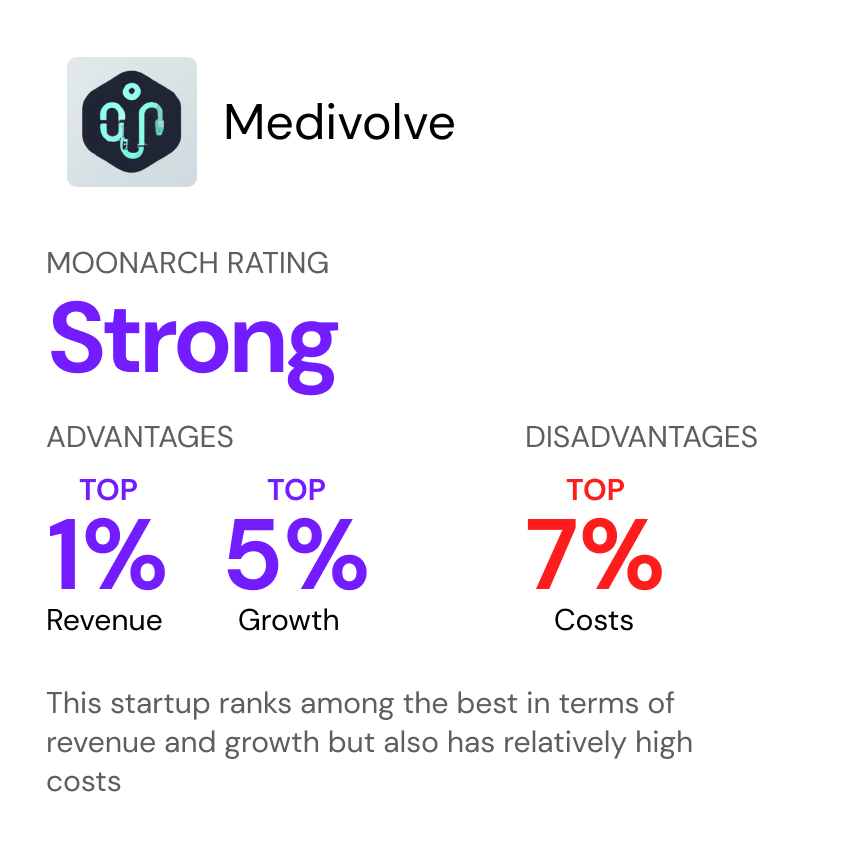 Medivolve
MOONARCH RATING
Strong
ADVANTAGES
DISADVANTAGES
TOP
TOP
TOP
1%
5%
7%
Revenue
Growth
Costs
This startup ranks among the best in terms of
revenue and growth but also has relatively high
costs